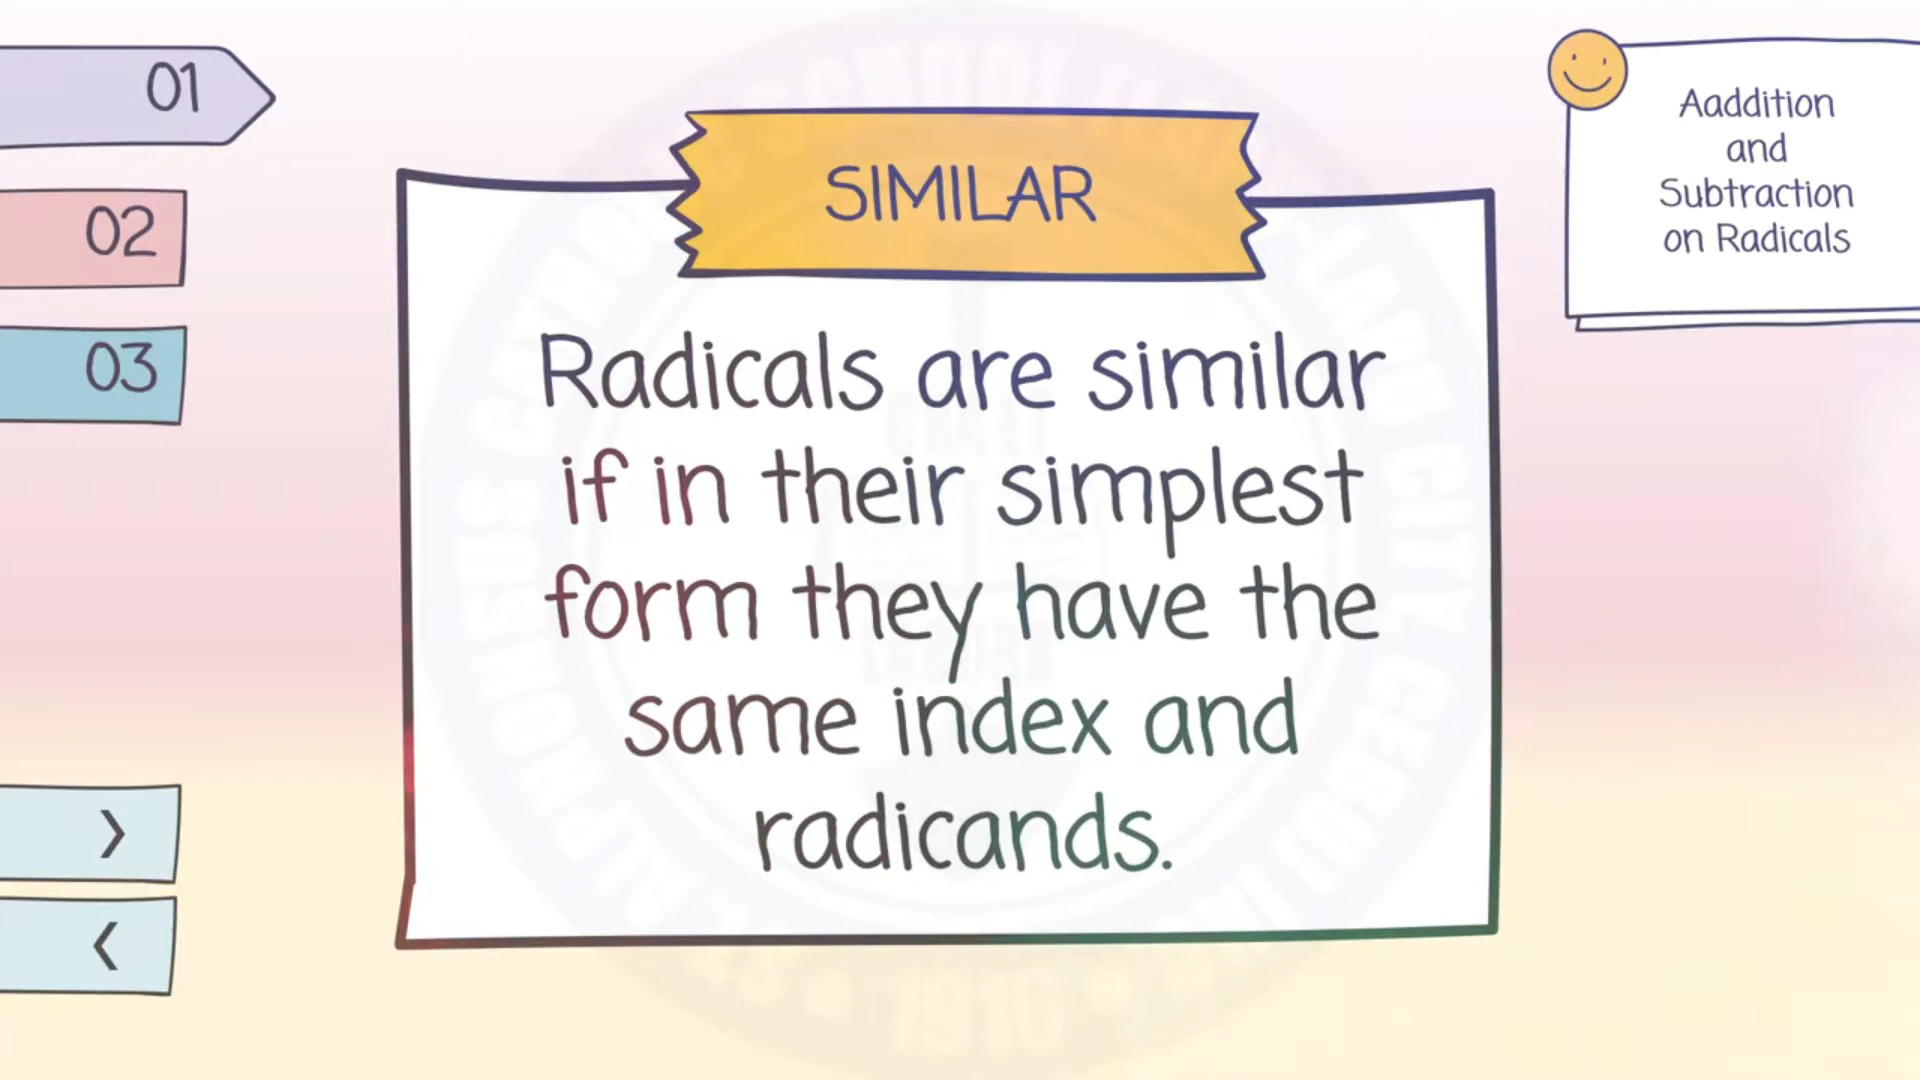 01
02
03
SIMILAR
Radicals are similar
if in their simplest
form they have the
same index and
radicands.
Aaddition
and
Subtraction
on Radicals
1916